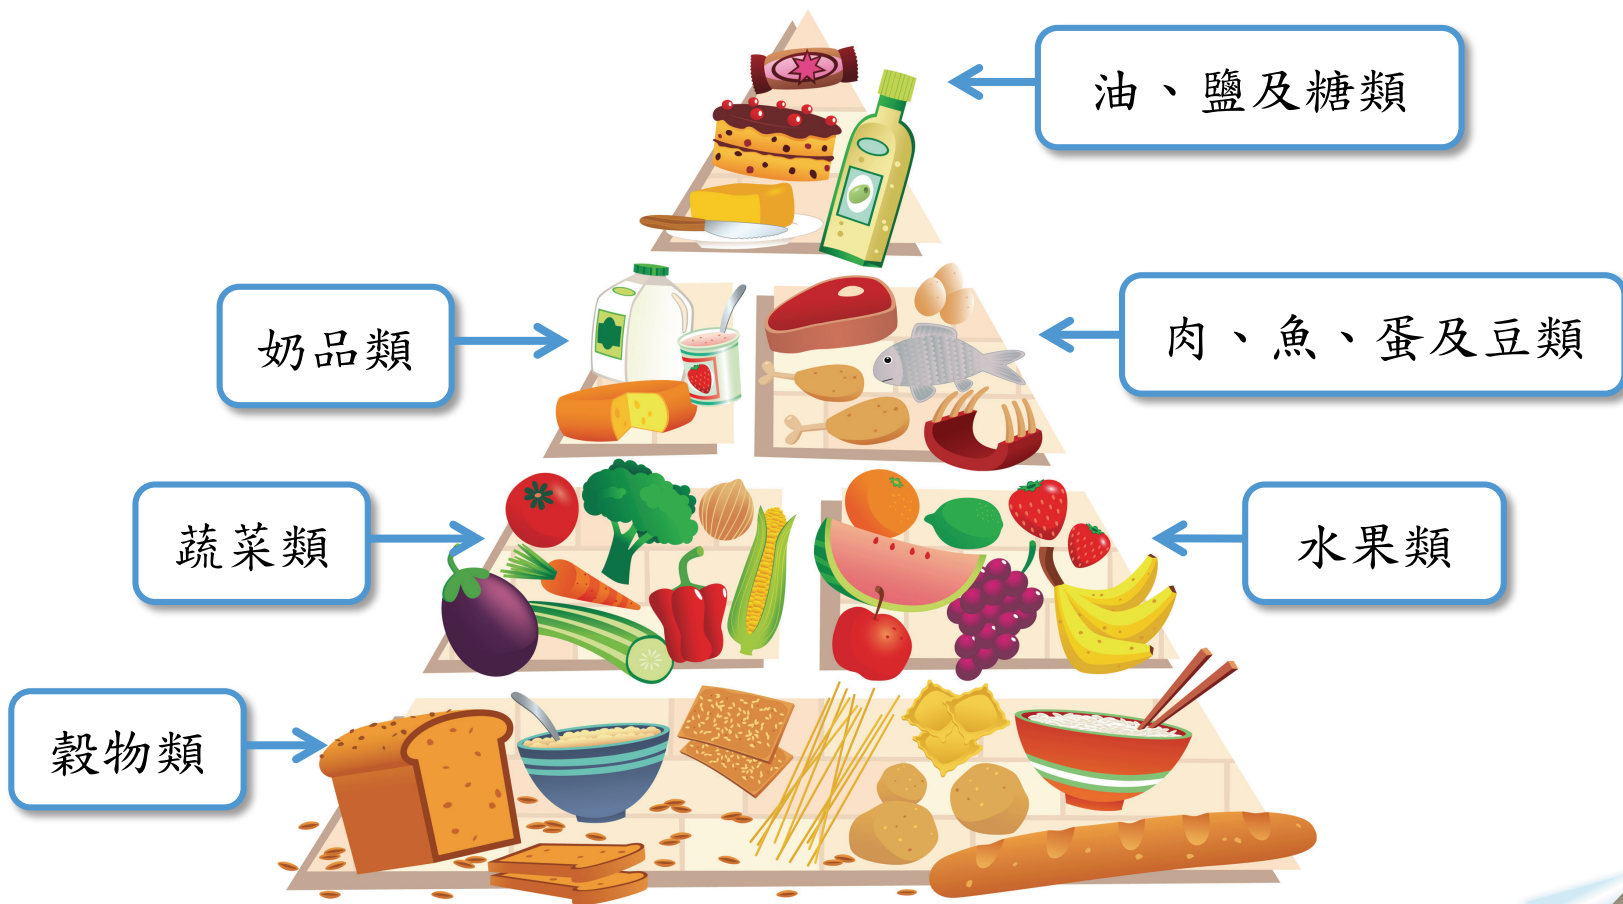 油、鹽及糖類
奶品類
肉、魚、蛋及豆類
蔬菜類
水果類
穀物類